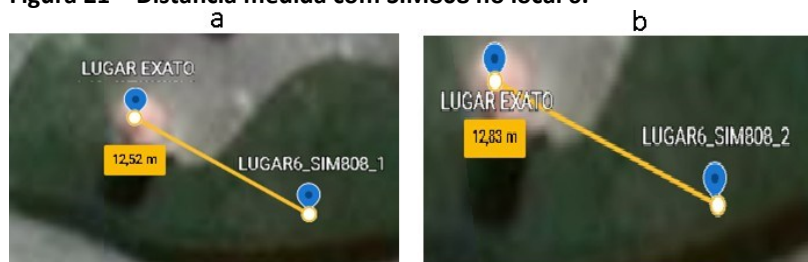 Figura 21 – Distância medida com SIM808 no local 6.
a
LUGAR EXATO
12,52 m
LUGAR6_SIM808_1
b
LUGAR EXATO
12,83 m
LUGAR6_SIM808_2